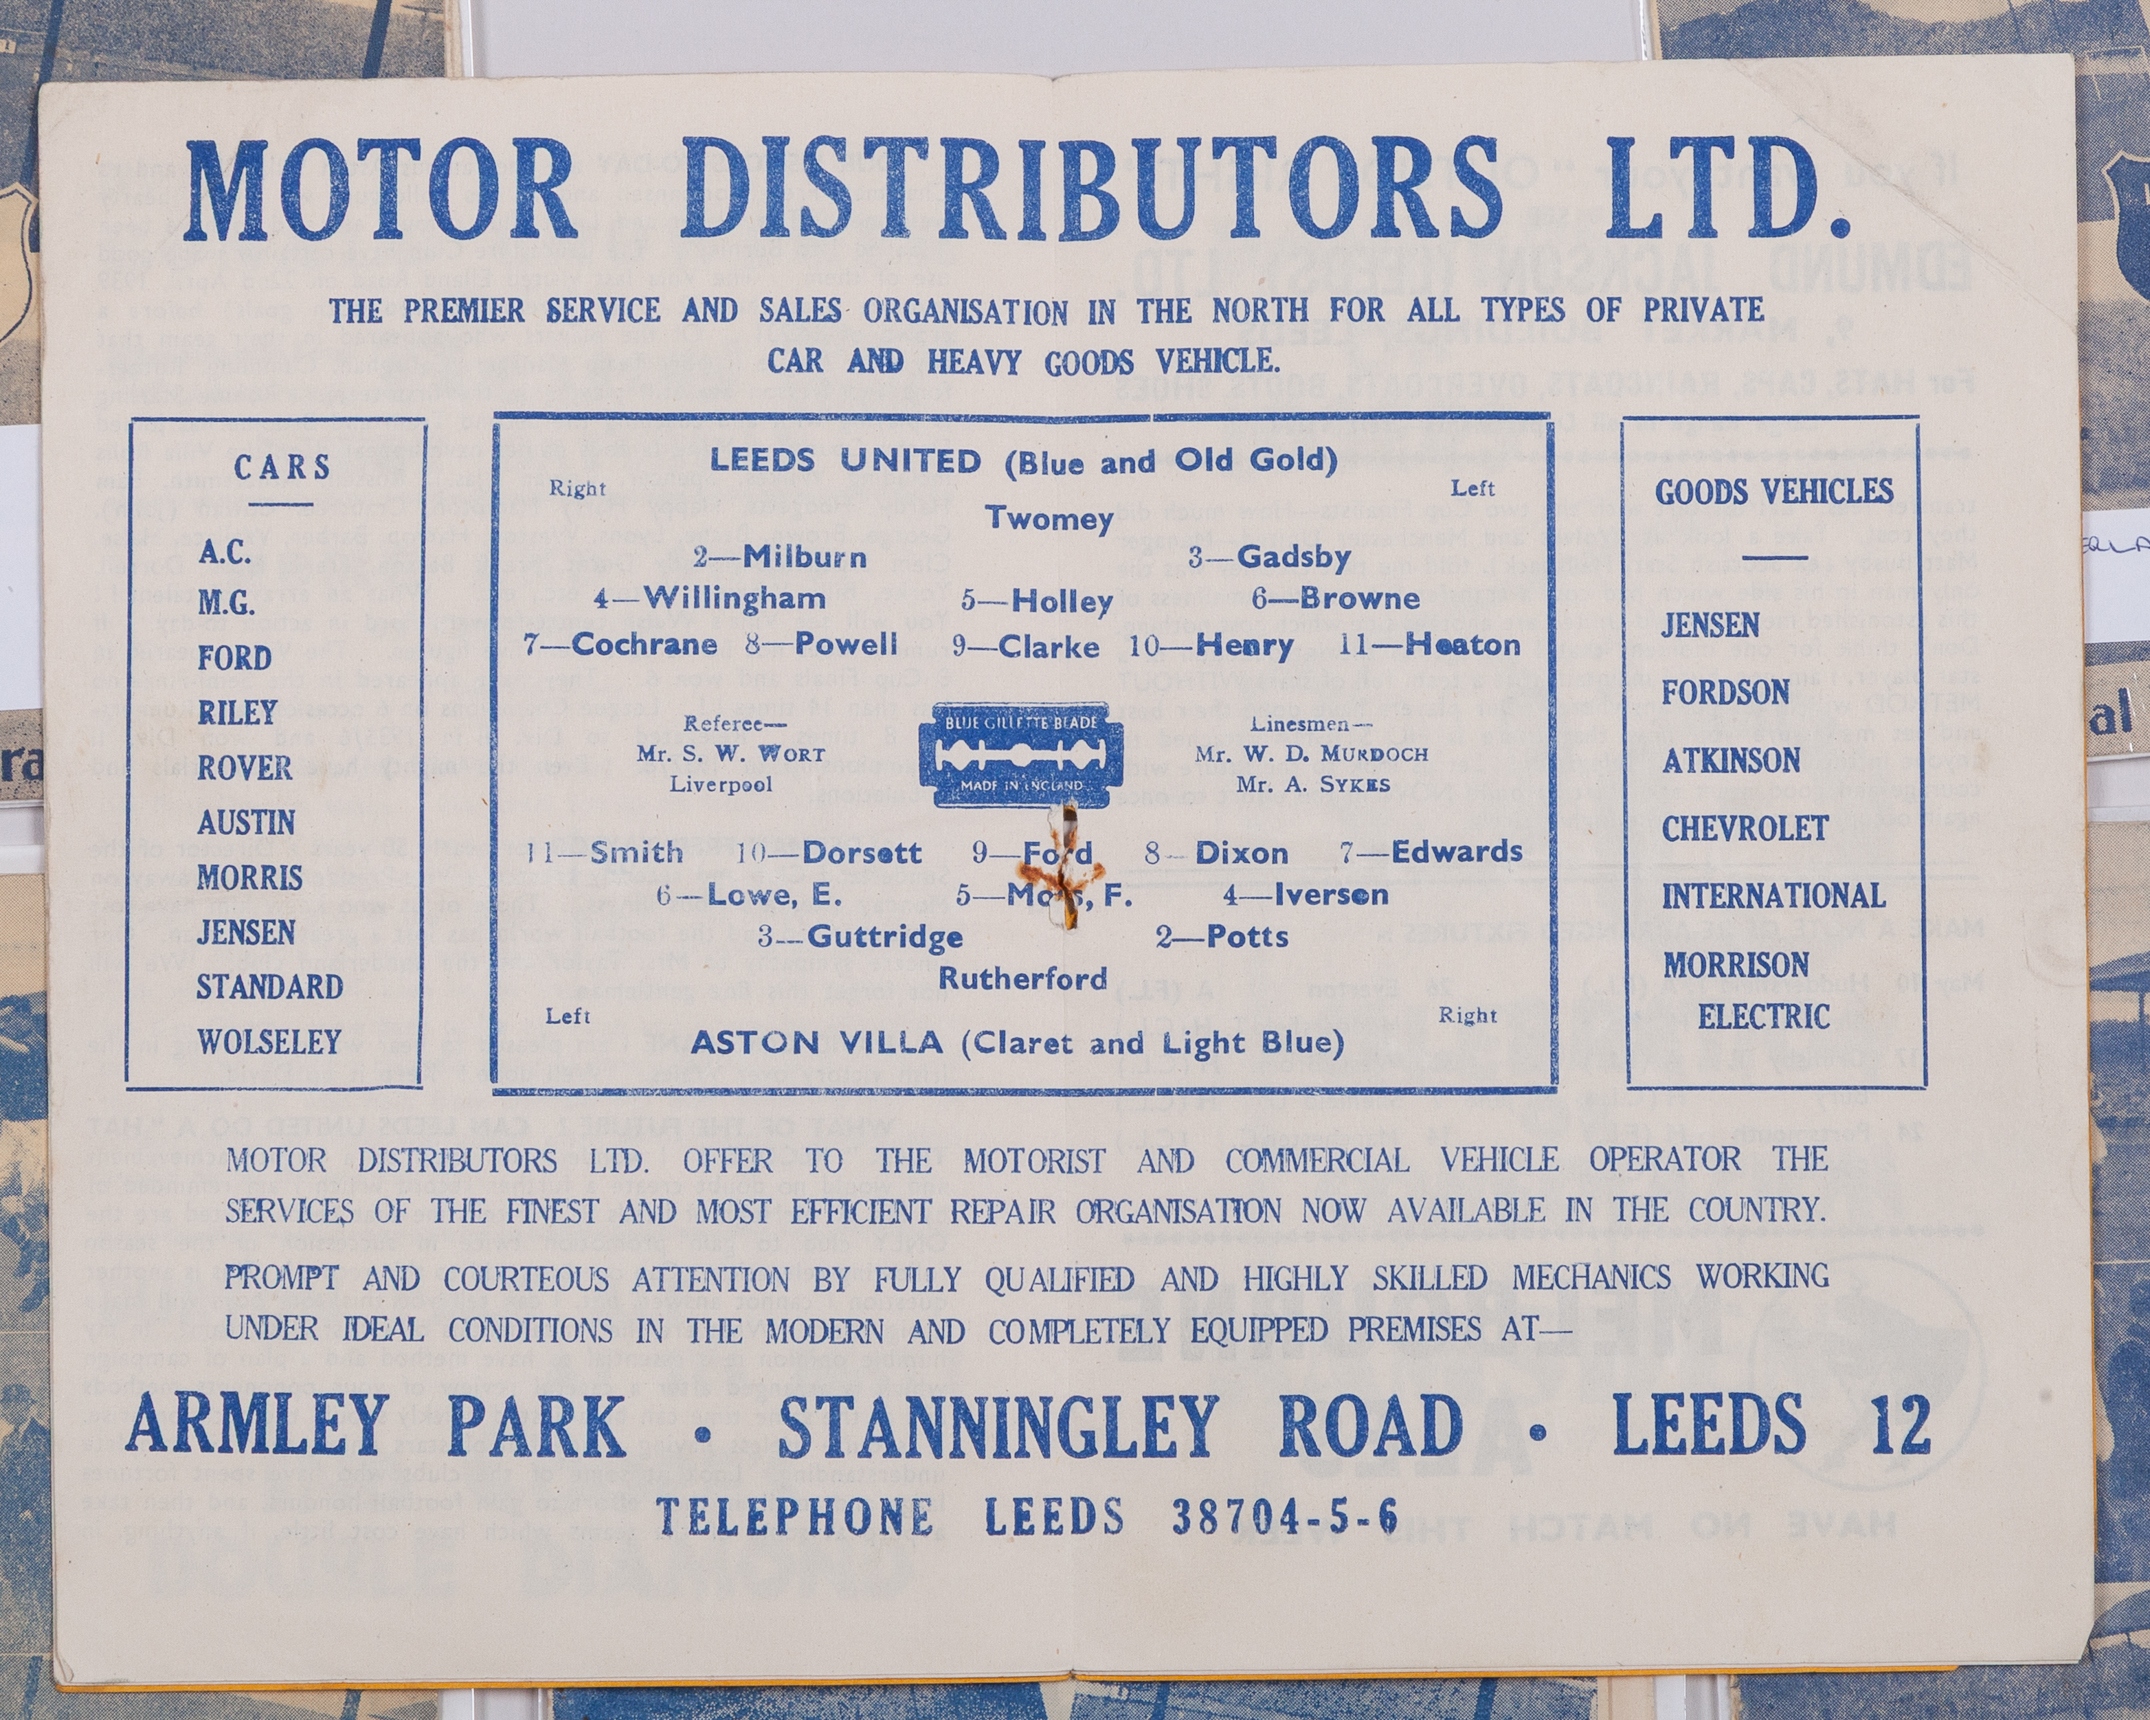 MOTOR DISTRIBUTORS LTD.
THE PREMIER SERVICE AND SALES ORGANISATION IN THE NORTH FOR ALL TYPES OF PRIVATE
CAR AND HEAVY GOODS VEHICLE.
CARS
A.C.
M.G.
FORD
RILEY
ROVER
AUSTIN
MORRIS
JENSEN
STANDARD
WOLSELEY
LEEDS UNITED (Blue and Old Gold)
Right Left
Twomey
2—Milburn 3—Gadsby
4—Willingham 5—Holley 6—Browne
7—Cochrane 8—Powell 9—Clarke 10—Henry 11—Heaton
Referee—
Mr. S. W. WORT
Liverpool
BLUE GILLETTE BLADE
MADE IN ENGLAND
Linesmen—
Mr. W. D. MURDOCH
Mr. A. SYKES
11—Smith 10—Dorsett 9—Ford 8—Dixon 7—Edwards
6—Lowe, E. 5— F. 4—Iverson
3—Guttridge 2—Potts
Rutherford
Left Right
ASTON VILLA (Claret and Light Blue)
GOODS VEHICLES
JENSEN
FORDSON
ATKINSON
CHEVROLET
INTERNATIONAL
MORRISON
ELECTRIC
MOTOR DISTRIBUTORS LTD. OFFER TO THE MOTORIST AND COMMERCIAL VEHICLE OPERATOR THE
SERVICES OF THE FINEST AND MOST EFFICIENT REPAIR ORGANISATION NOW AVAILABLE IN THE COUNTRY.
PROMPT AND COURTEOUS ATTENTION BY FULLY QUALIFIED AND HIGHLY SKILLED MECHANICS WORKING
UNDER IDEAL CONDITIONS IN THE MODERN AND COMPLETELY EQUIPPED PREMISES AT—
ARMLEY PARK • STANNINGLEY ROAD • LEEDS 12
TELEPHONE LEEDS 38704-5-6